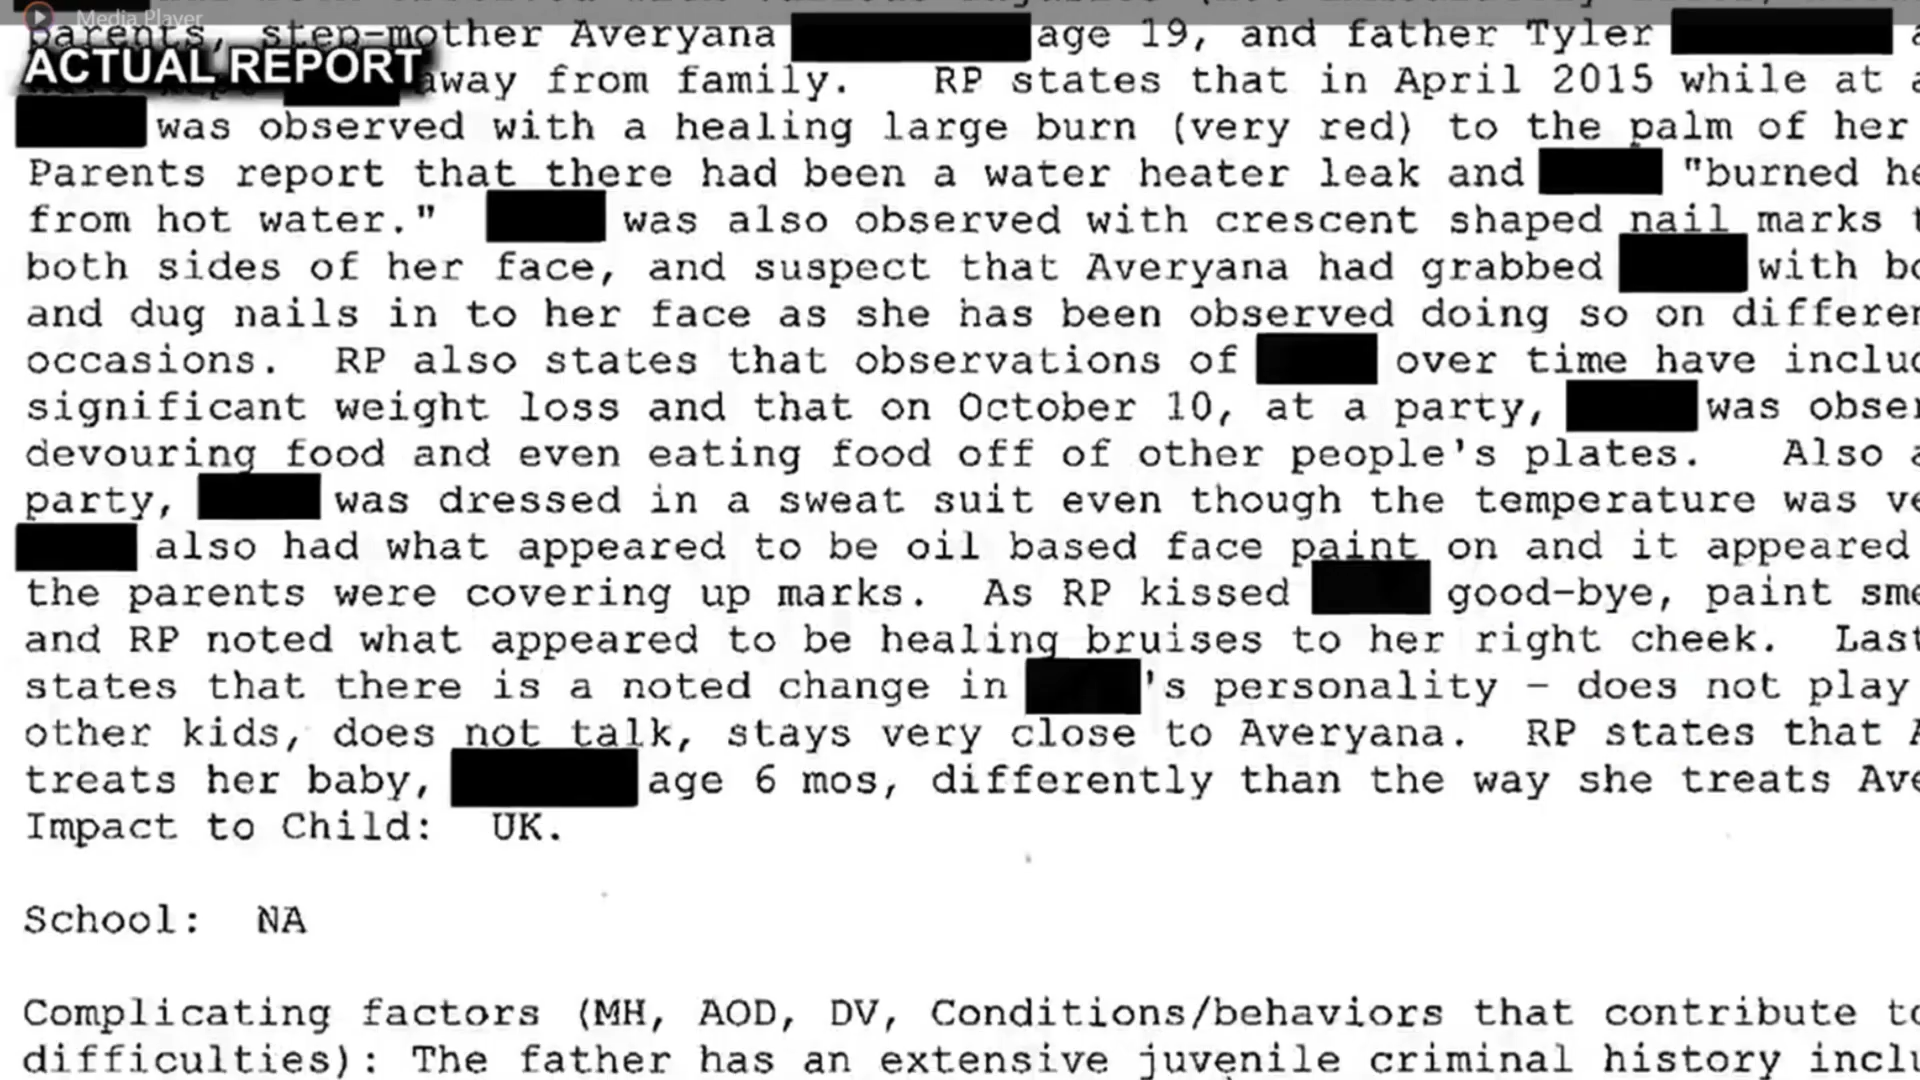 Media Player
ACTUAL REPORT
parents, step-mother Averyana age 19, and father Tyler
away from family. RP states that in April 2015 while at
was observed with a healing large burn (very red) to the palm of her
Parents report that there had been a water heater leak and "burned he
from hot water." was also observed with crescent shaped nail marks t
both sides of her face, and suspect that Averyana had grabbed with bo
and dug nails in to her face as she has been observed doing so on differen
occasions. RP also states that observations of over time have includ
significant weight loss and that on October 10, at a party, was obser
devouring food and even eating food off of other people's plates. Also a
party, was dressed in a sweat suit even though the temperature was ve
also had what appeared to be oil based face paint on and it appeared
the parents were covering up marks. As RP kissed good-bye, paint sme
and RP noted what appeared to be healing bruises to her right cheek. Last
states that there is a noted change in 's personality - does not play
other kids, does not talk, stays very close to Averyana. RP states that A
treats her baby, age 6 mos, differently than the way she treats Ave
Impact to Child: UK.
School: NA
Complicating factors (MH, AOD, DV, Conditions/behaviors that contribute to
difficulties): The father has an extensive juvenile criminal history inclu